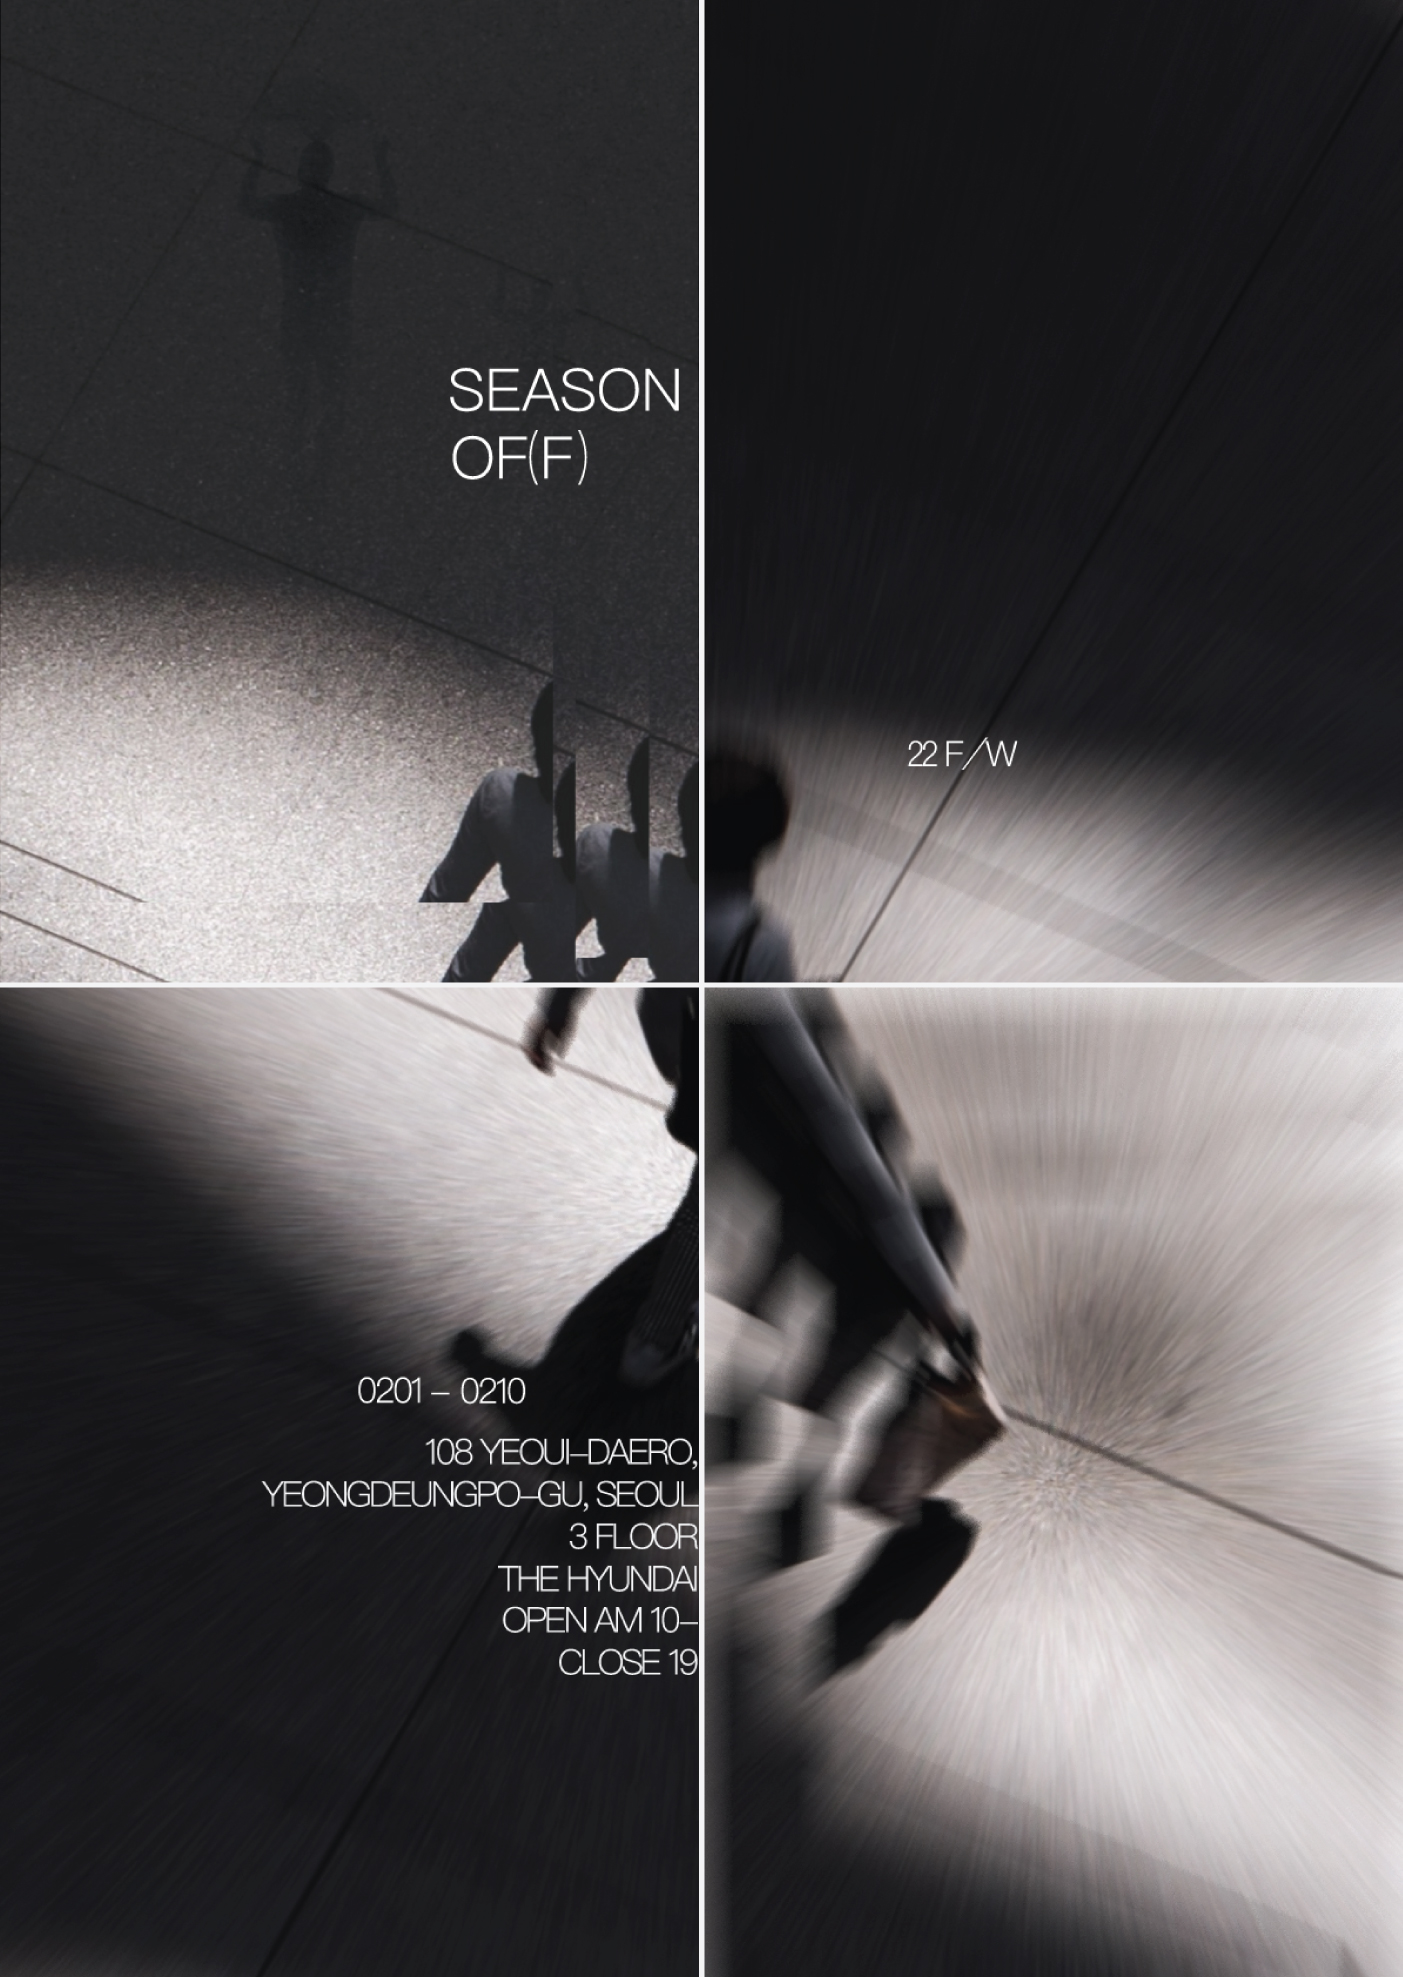 SEASON
OF(F)
22 F/W
0201 – 0210
108 YEOUI–DAERO,
YEONGDEUNGPO–GU, SEOUL
3 FLOOR
THE HYUNDAI
OPEN AM 10–
CLOSE 19